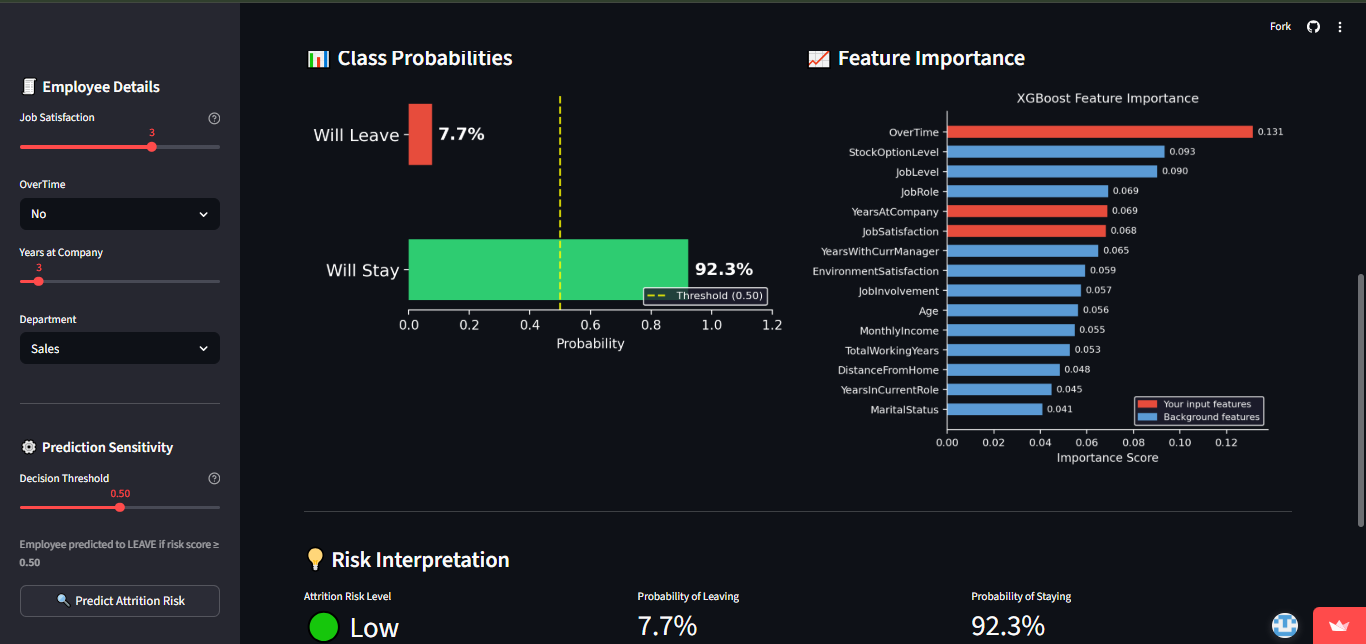 Fork
Employee Details
Job Satisfaction
3
OverTime
No
Years at Company
3
Department
Sales
Prediction Sensitivity
Decision Threshold
0.50
Employee predicted to LEAVE if risk score ≥
0.50
Predict Attrition Risk
Class Probabilities
Will Leave
7.7%
Will Stay
92.3%
Threshold (0.50)
0.0 0.2 0.4 0.6 0.8 1.0 1.2
Probability
Feature Importance
XGBoost Feature Importance
OverTime 0.131
StockOptionLevel 0.093
JobLevel 0.090
JobRole 0.069
YearsAtCompany 0.069
JobSatisfaction 0.068
YearsWithCurrManager 0.065
EnvironmentSatisfaction 0.059
JobInvolvement 0.057
Age 0.056
MonthlyIncome 0.055
TotalWorkingYears 0.053
DistanceFromHome 0.048
YearsInCurrentRole 0.045
MaritalStatus 0.041
Your input features
Background features
0.00 0.02 0.04 0.06 0.08 0.10 0.12
Importance Score
Risk Interpretation
Attrition Risk Level
Low
Probability of Leaving
7.7%
Probability of Staying
92.3%